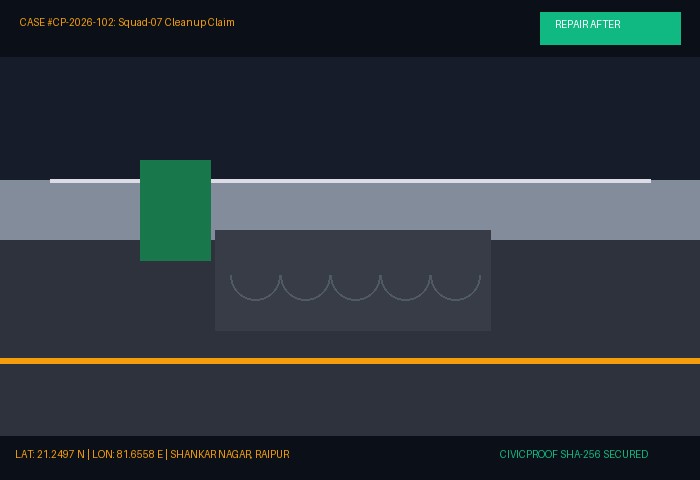 CASE #CP-2026-102: Squad-07 Cleanup Claim
REPAIR AFTER
LAT: 21.2497 N | LON: 81.6558 E | SHANKAR NAGAR, RAIPUR
CIVICPROOF SHA-256 SECURED